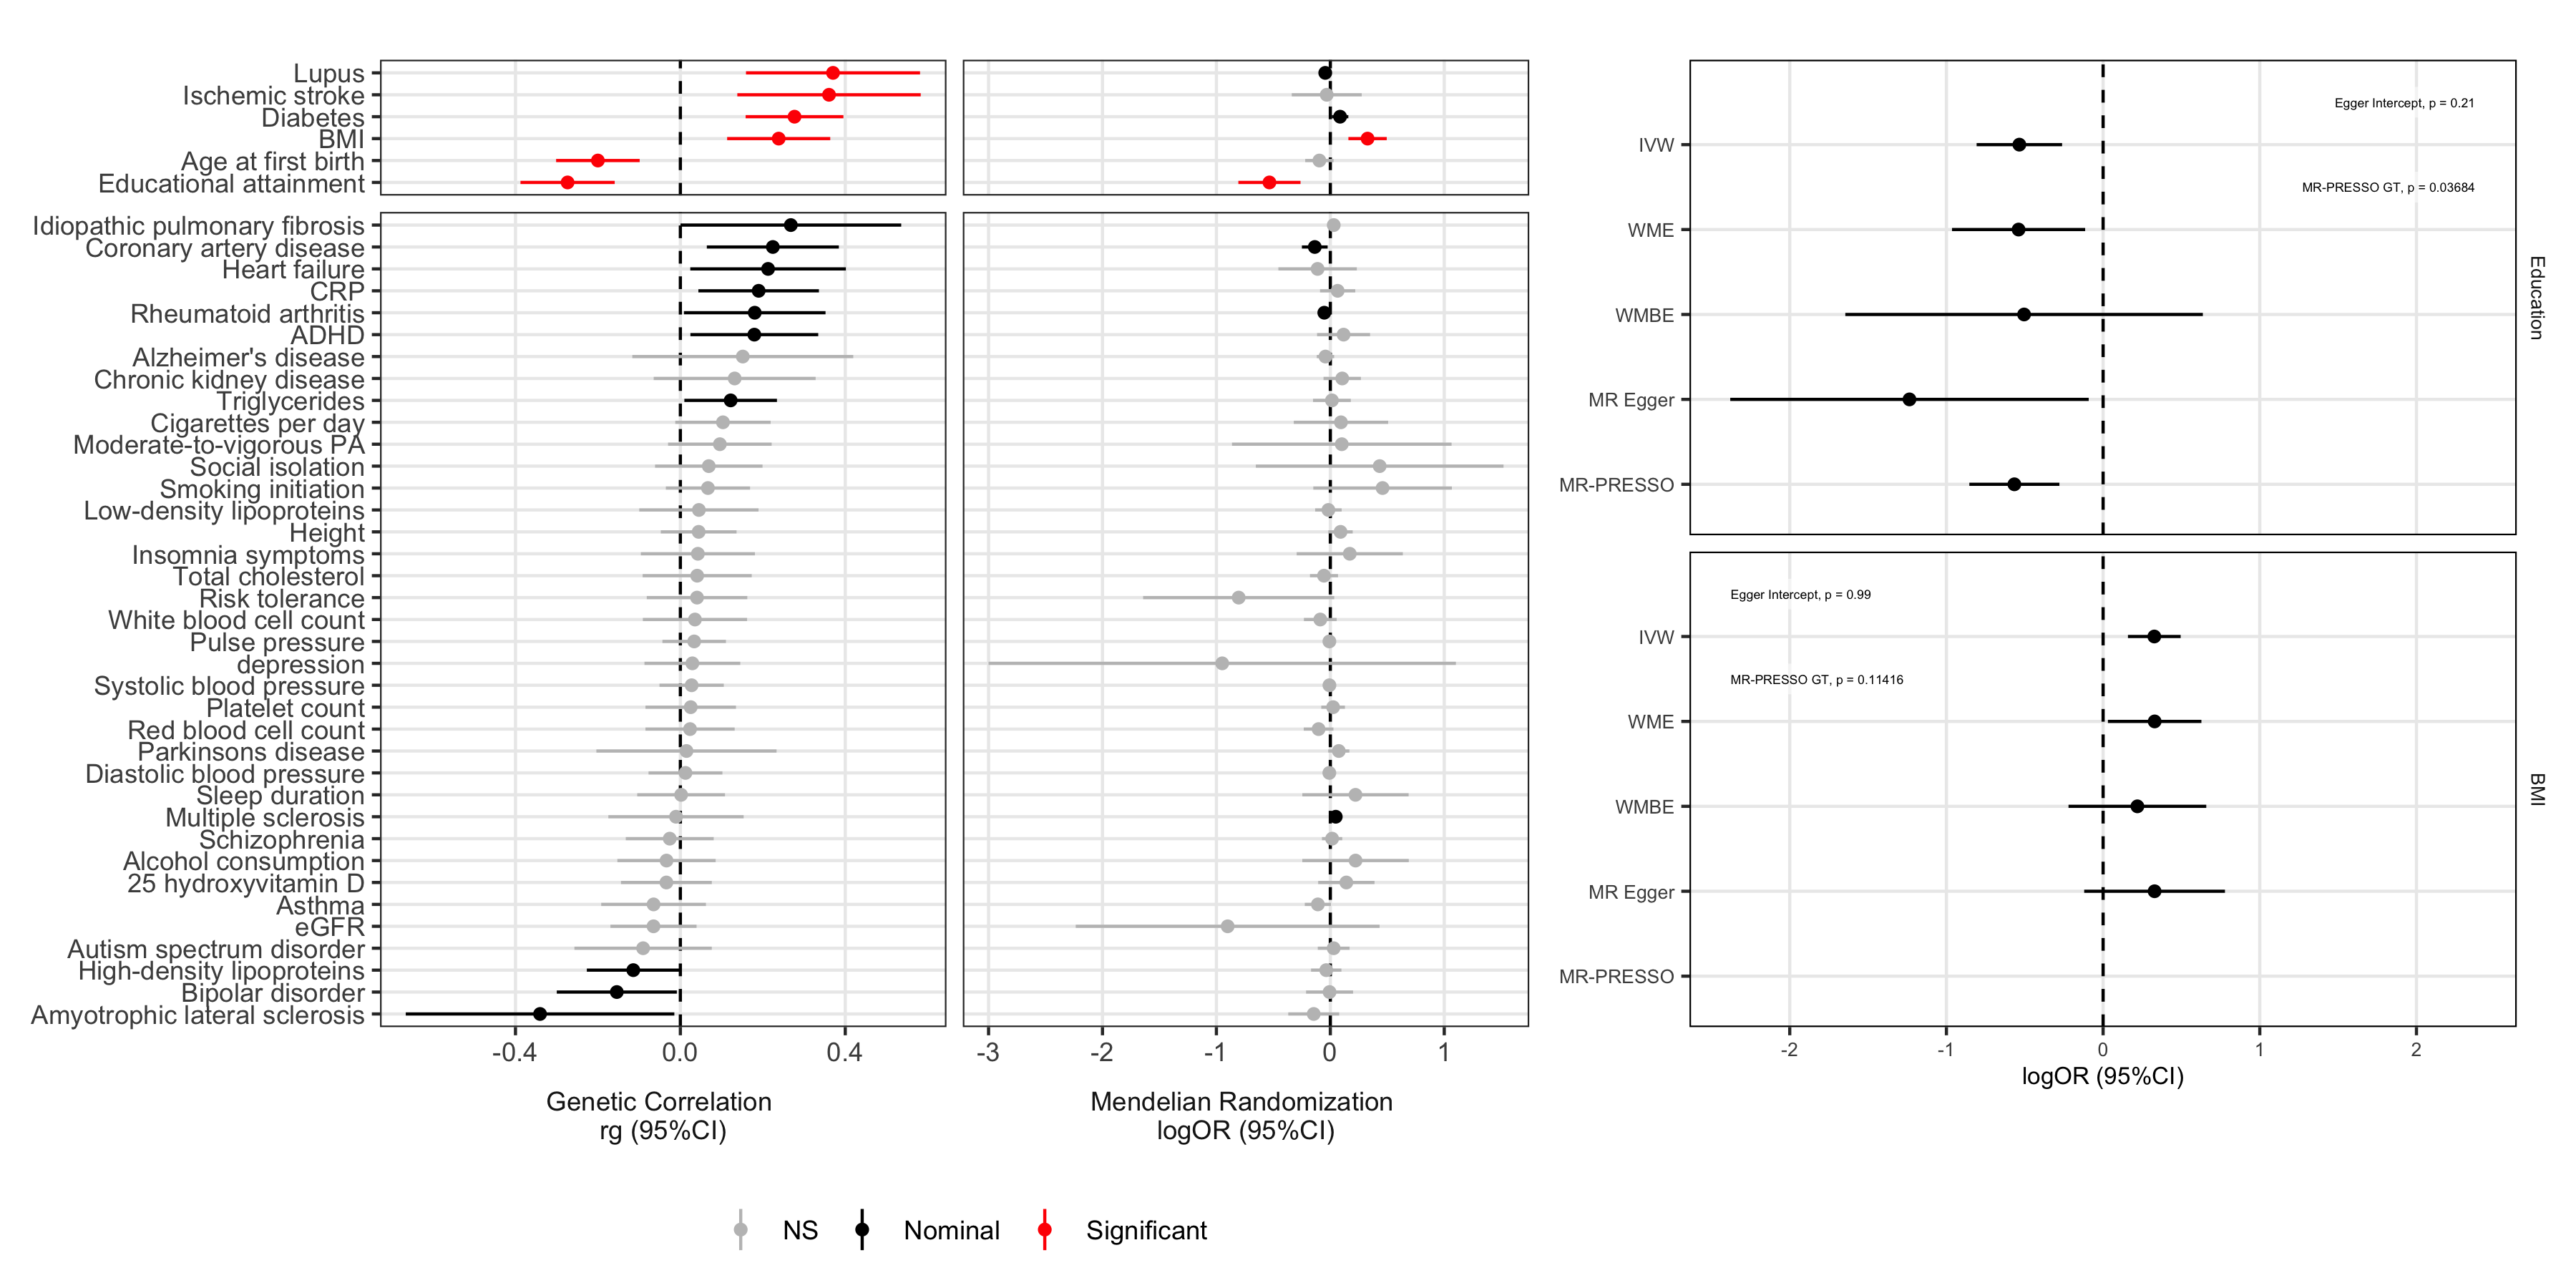 Lupus
Ischemic stroke
Diabetes
BMI
Age at first birth
Educational attainment
Idiopathic pulmonary fibrosis
Coronary artery disease
Heart failure
CRP
Rheumatoid arthritis
ADHD
Alzheimer's disease
Chronic kidney disease
Triglycerides
Cigarettes per day
Moderate-to-vigorous PA
Social isolation
Smoking initiation
Low-density lipoproteins
Height
Insomnia symptoms
Total cholesterol
Risk tolerance
White blood cell count
Pulse pressure
depression
Systolic blood pressure
Platelet count
Red blood cell count
Parkinsons disease
Diastolic blood pressure
Sleep duration
Multiple sclerosis
Schizophrenia
Alcohol consumption
25 hydroxyvitamin D
Asthma
eGFR
Autism spectrum disorder
High-density lipoproteins
Bipolar disorder
Amyotrophic lateral sclerosis
-0.4 0.0 0.4
Genetic Correlation
rg (95%CI)
-3 -2 -1 0 1
Mendelian Randomization
logOR (95%CI)
NS Nominal Significant
Egger Intercept, p = 0.21
IVW
MR-PRESSO GT, p = 0.03684
WME
WMBE
MR Egger
MR-PRESSO
Education
Egger Intercept, p = 0.99
IVW
MR-PRESSO GT, p = 0.11416
WME
WMBE
MR Egger
MR-PRESSO
BMI
-2 -1 0 1 2
logOR (95%CI)